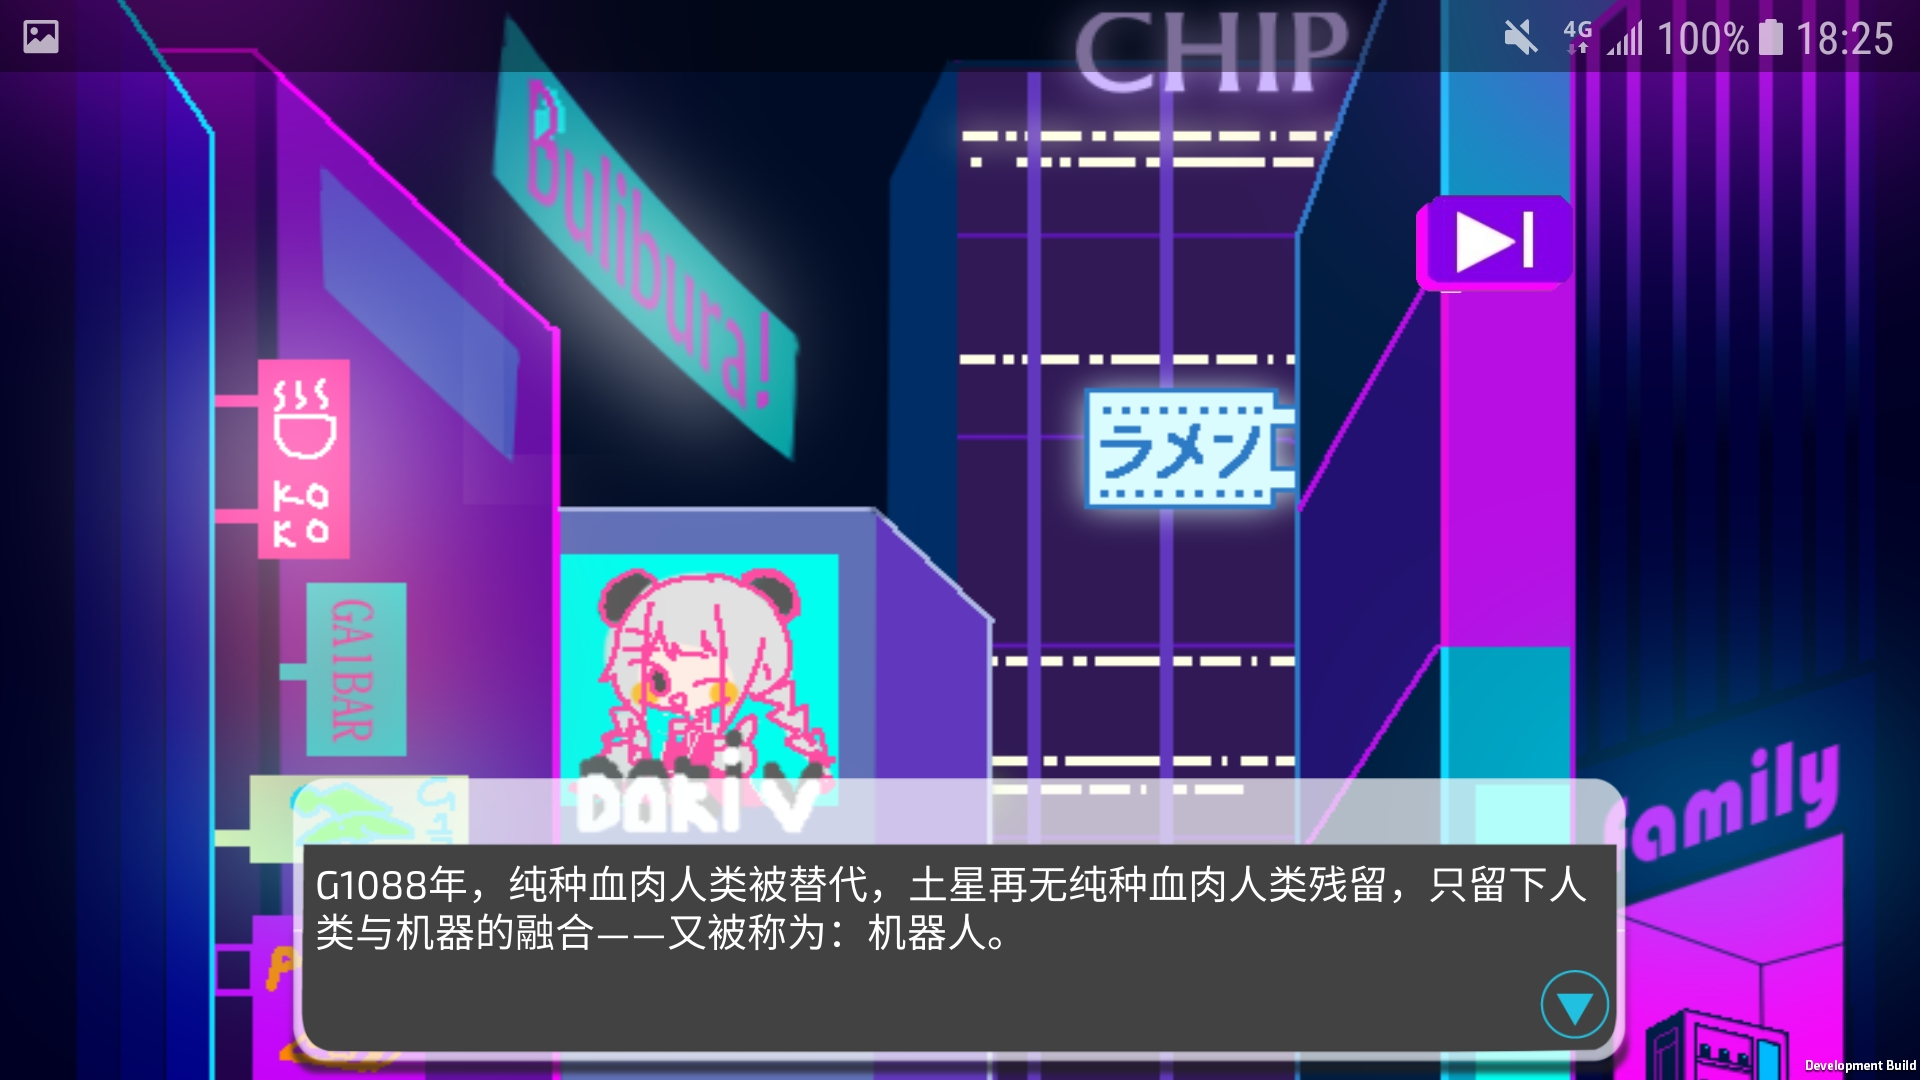 CHIP
4G
100%
18:25
Bulibura!
ラメン
KO
KO
GAIBAR
DOKIV
family
G1088年，纯种血肉人类被替代，土星再无纯种血肉人类残留，只留下人
类与机器的融合——又被称为：机器人。
Development Build